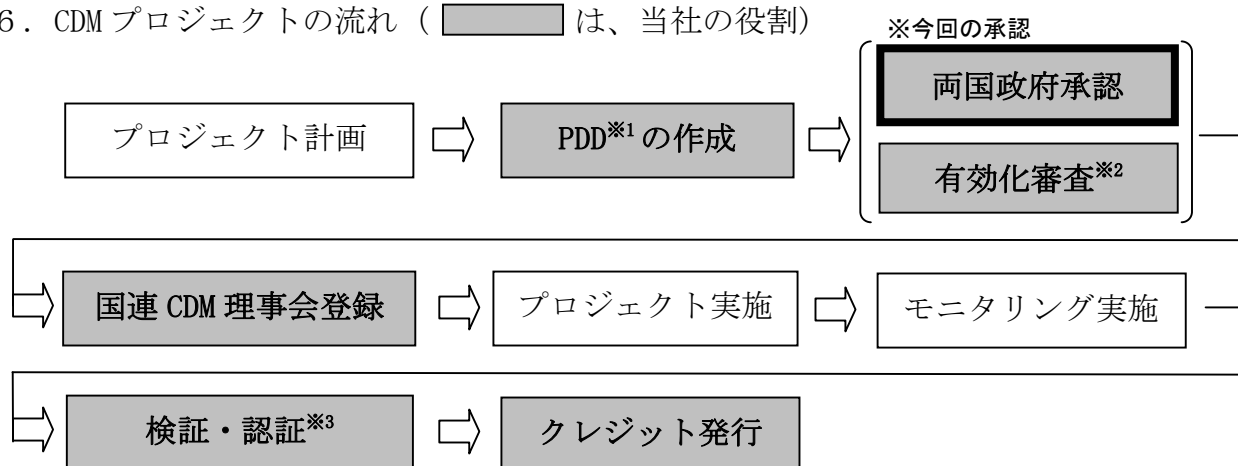 6．CDMプロジェクトの流れ（ は、当社の役割）
※今回の承認
プロジェクト計画
PDD※1の作成
両国政府承認
有効化審査※2
国連CDM理事会登録
プロジェクト実施
モニタリング実施
検証・認証※3
クレジット発行